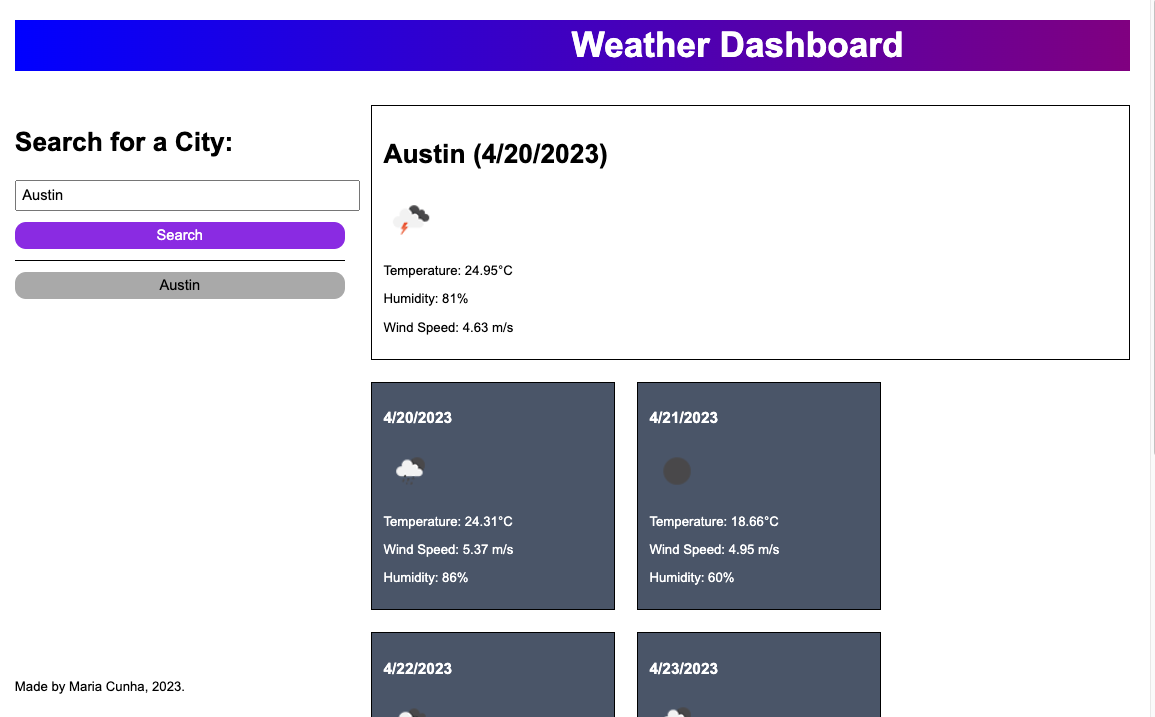 Weather Dashboard
Search for a City:
Austin
Search
Austin
Austin (4/20/2023)
Temperature: 24.95°C
Humidity: 81%
Wind Speed: 4.63 m/s
4/20/2023
Temperature: 24.31°C
Wind Speed: 5.37 m/s
Humidity: 86%
4/21/2023
Temperature: 18.66°C
Wind Speed: 4.95 m/s
Humidity: 60%
4/22/2023
4/23/2023
Made by Maria Cunha, 2023.